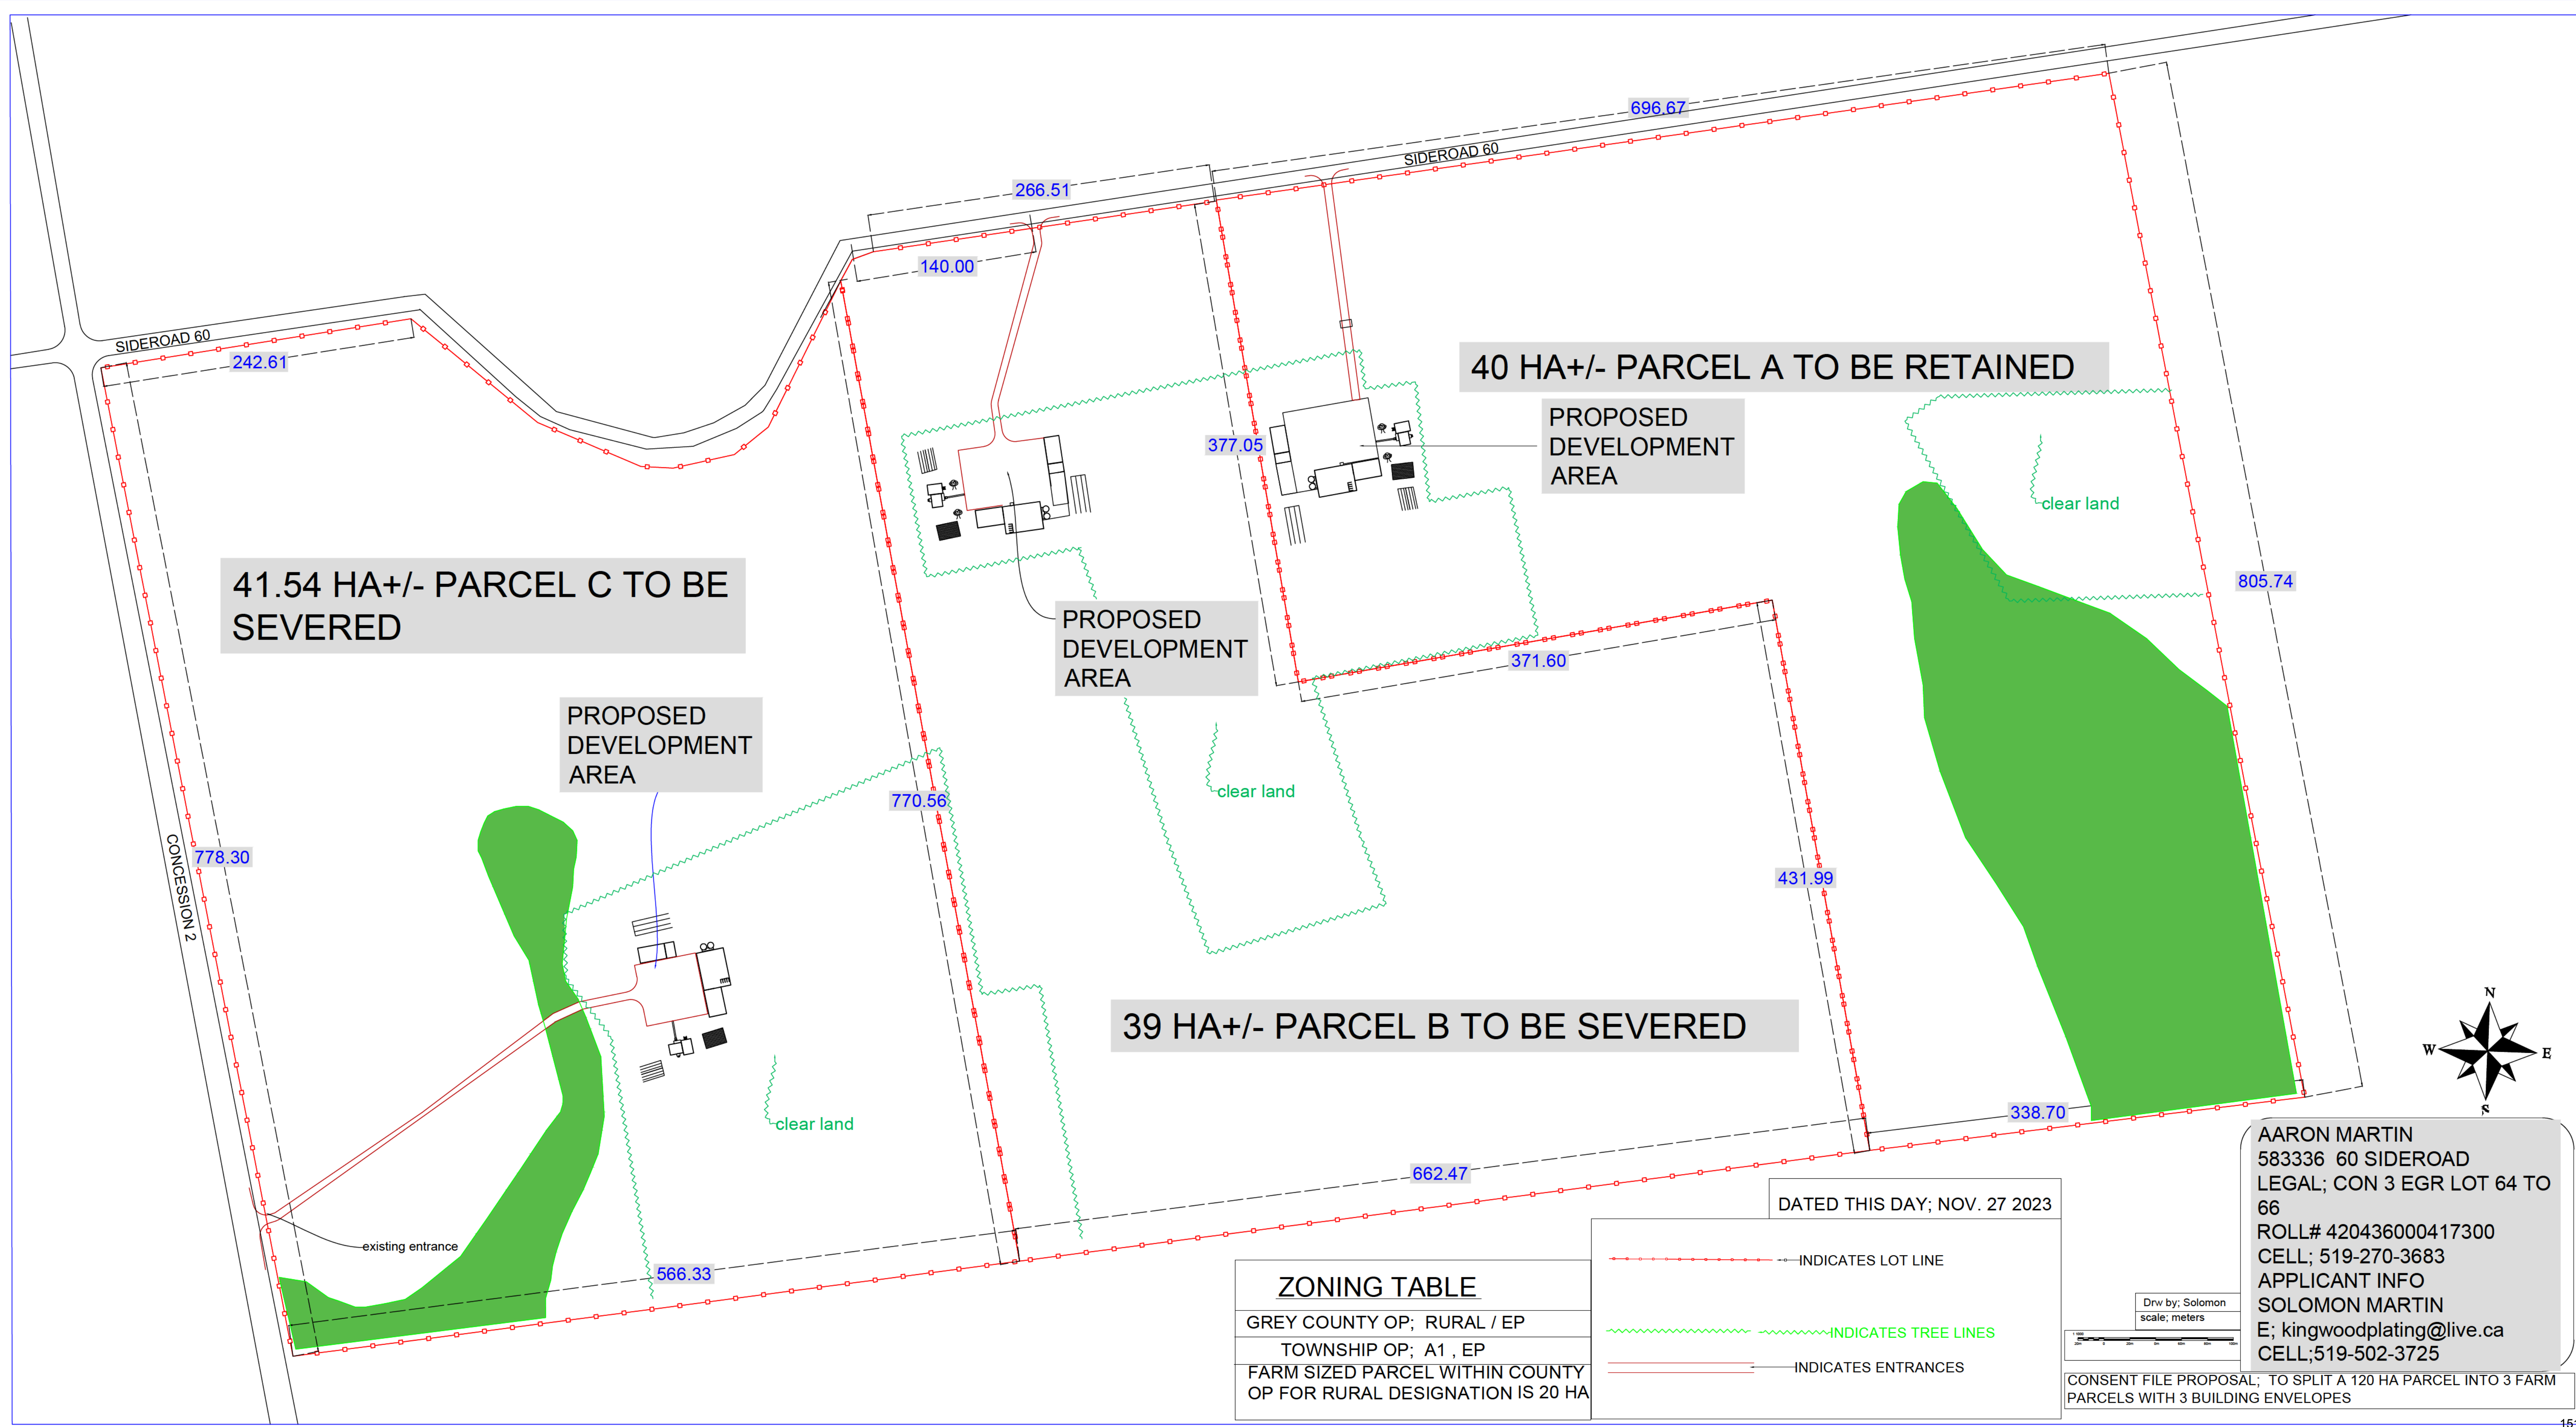 696.67
SIDEROAD 60
266.51
140.00
SIDEROAD 60
242.61
40 HA+/- PARCEL A TO BE RETAINED
PROPOSED
DEVELOPMENT
AREA
377.05
clear land
805.74
41.54 HA+/- PARCEL C TO BE
SEVERED
PROPOSED
DEVELOPMENT
AREA
371.60
PROPOSED
DEVELOPMENT
AREA
770.56
clear land
778.30
CONCESSION 2
431.99
39 HA+/- PARCEL B TO BE SEVERED
clear land
338.70
662.47
existing entrance
566.33
N
W
E
S
DATED THIS DAY; NOV. 27 2023
INDICATES LOT LINE
INDICATES TREE LINES
INDICATES ENTRANCES
ZONING TABLE
GREY COUNTY OP; RURAL / EP
TOWNSHIP OP; A1 , EP
FARM SIZED PARCEL WITHIN COUNTY
OP FOR RURAL DESIGNATION IS 20 HA
Drw by; Solomon
scale; meters
AARON MARTIN
583336 60 SIDEROAD
LEGAL; CON 3 EGR LOT 64 TO
66
ROLL# 420436000417300
CELL; 519-270-3683
APPLICANT INFO
SOLOMON MARTIN
E; kingwoodplating@live.ca
CELL;519-502-3725
CONSENT FILE PROPOSAL; TO SPLIT A 120 HA PARCEL INTO 3 FARM
PARCELS WITH 3 BUILDING ENVELOPES